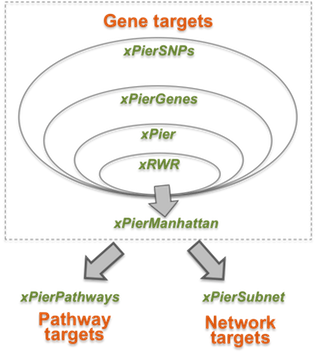 Gene targets
xPierSNPs
xPierGenes
xPier
xRWR
xPierManhattan
xPierPathways
Pathway
targets
xPierSubnet
Network
targets